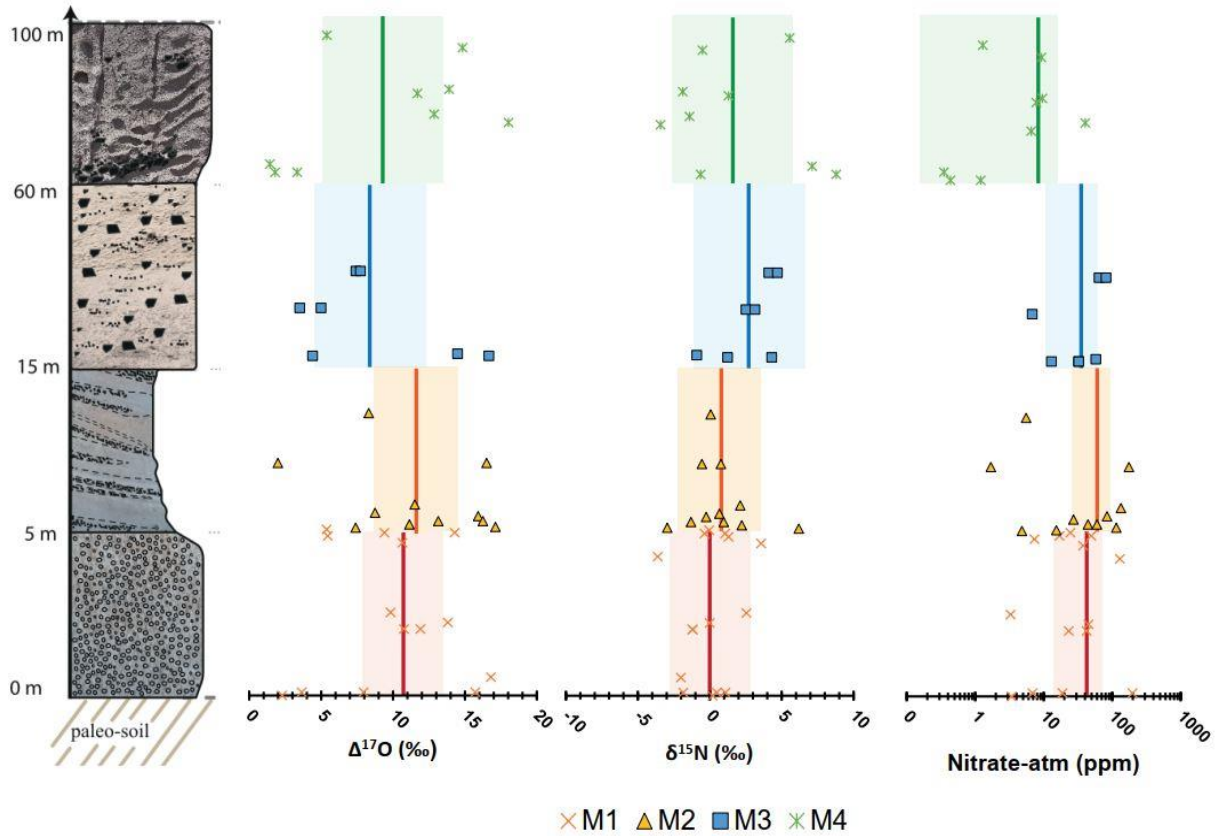 100 m
60 m
15 m
5 m
0 m
paleo-soil
0 5 10 15 20
Δ17O (‰)
-10 -5 0 5 10
δ15N (‰)
0 1 10 100 1000
Nitrate-atm (ppm)
M1 M2 M3 M4